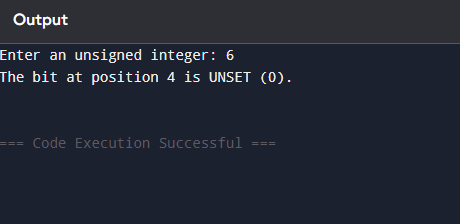 Output
Enter an unsigned integer: 6
The bit at position 4 is UNSET (0).
=== Code Execution Successful ===